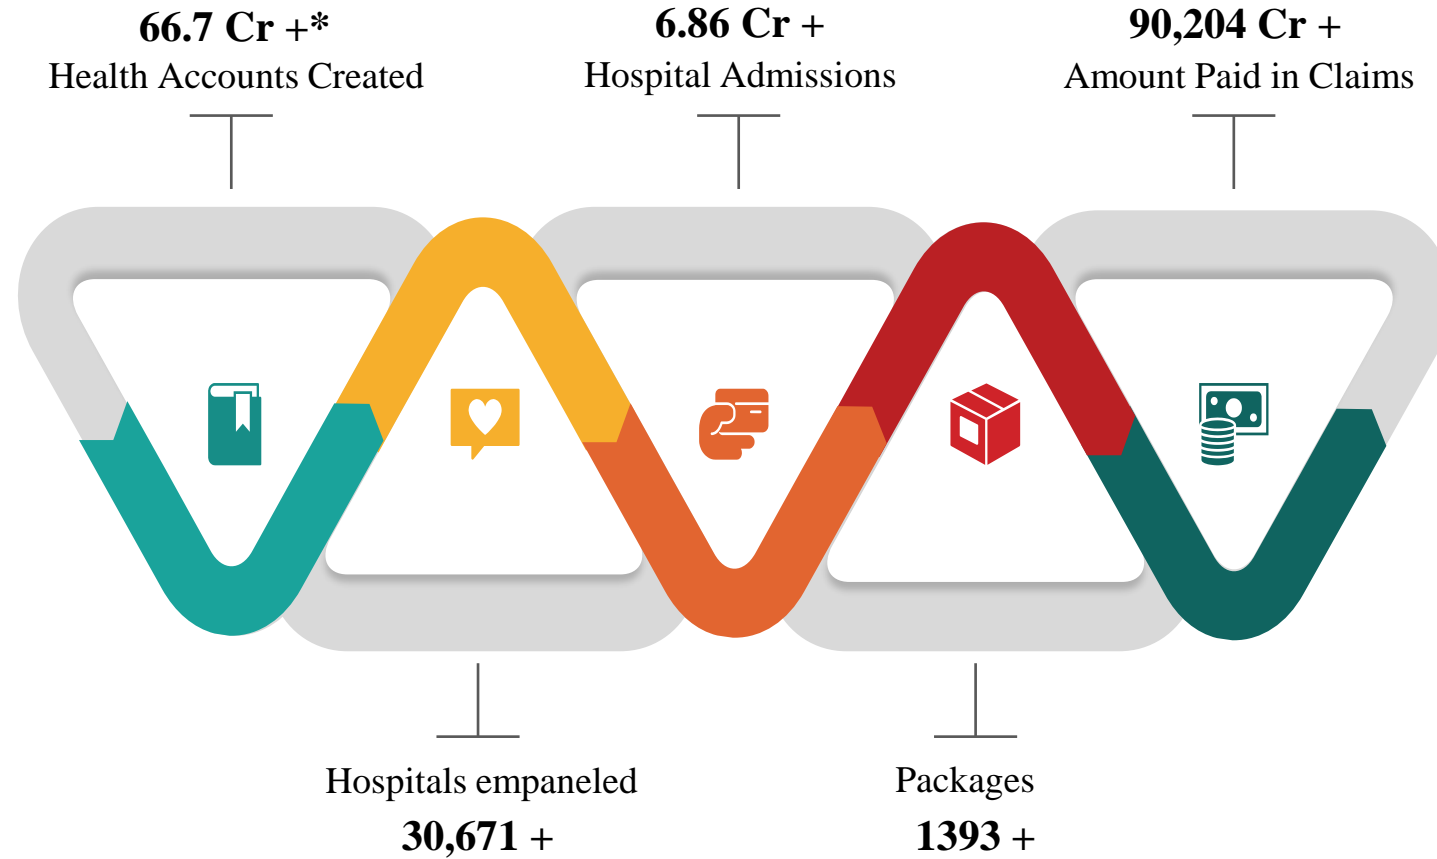 66.7 Cr +*
Health Accounts Created
6.86 Cr +
Hospital Admissions
90,204 Cr +
Amount Paid in Claims
Hospitals empaneled
30,671 +
Packages
1393 +